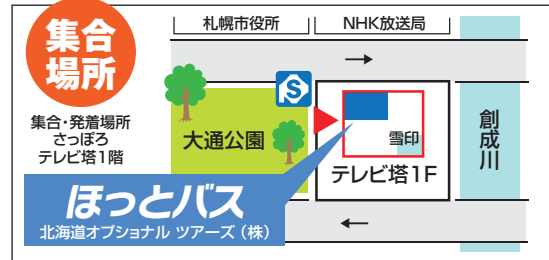 集合
場所
集合・発着場所
さっぽろ
テレビ塔1階
札幌市役所
NHK放送局
S
大通公園
雪印
テレビ塔1F
創成川
ほっとバス
北海道オプショナル ツアーズ(株)